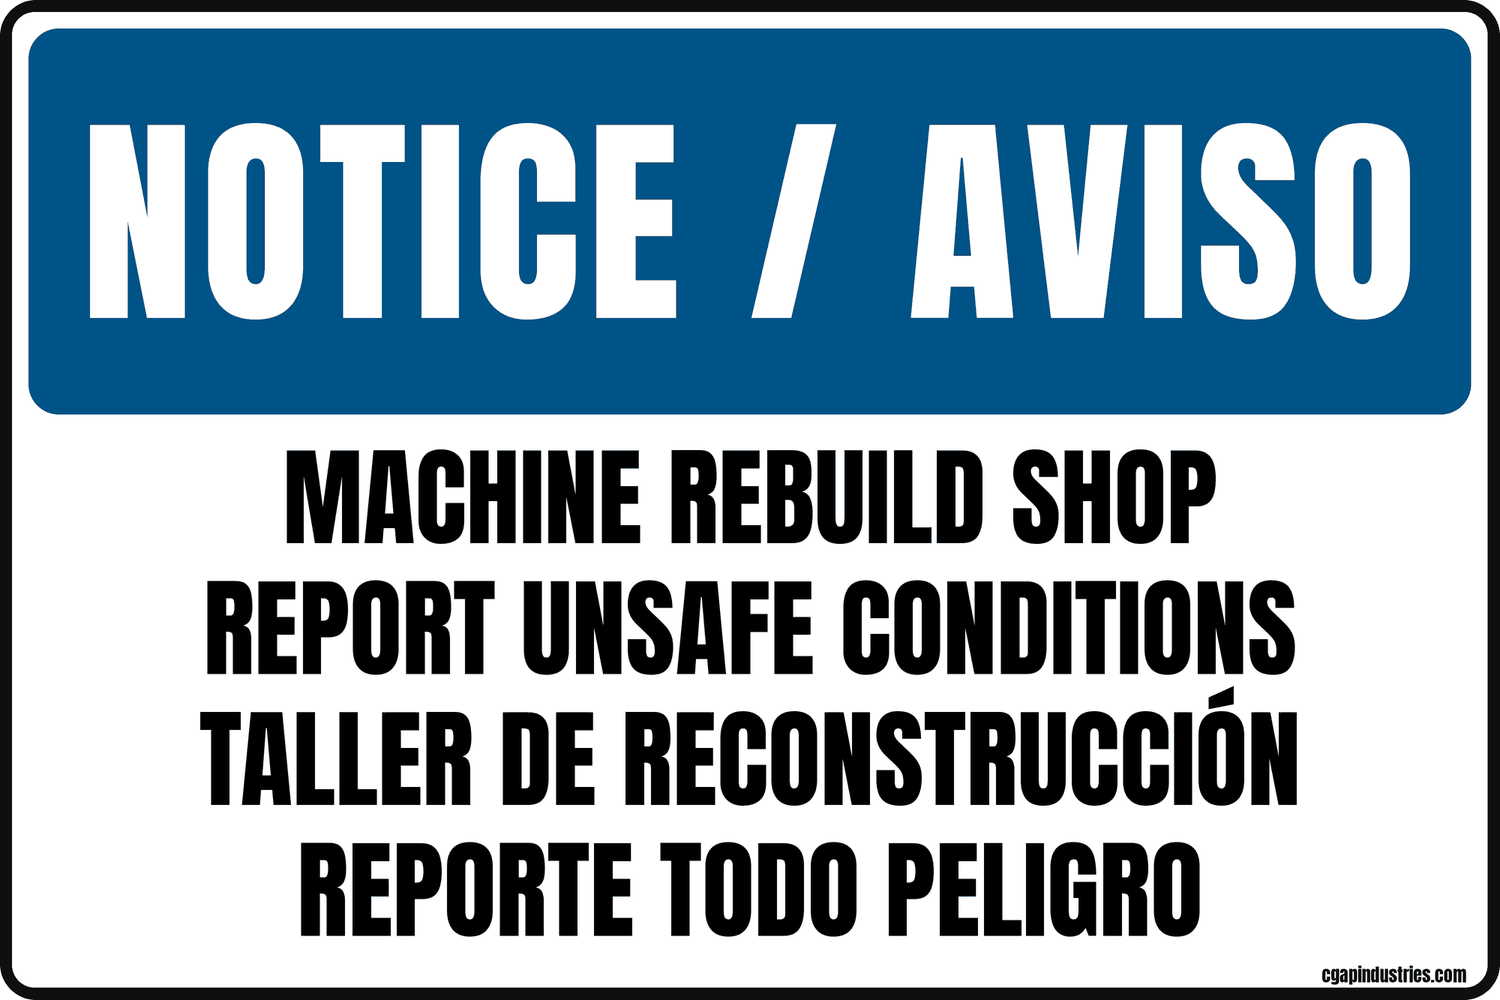 NOTICE / AVISO
MACHINE REBUILD SHOP
REPORT UNSAFE CONDITIONS
TALLER DE RECONSTRUCCIÓN
REPORTE TODO PELIGRO
cgapindustries.com